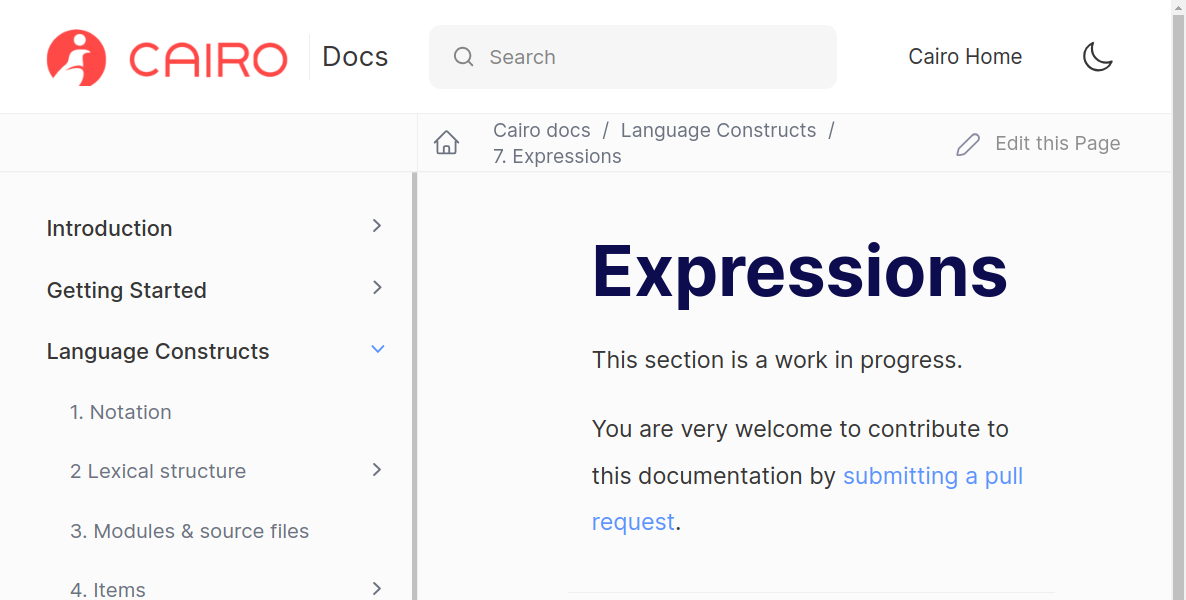 CAIRO Docs
Search
Cairo Home
Cairo docs / Language Constructs /
7. Expressions
Edit this Page
Introduction
Getting Started
Language Constructs
1. Notation
2 Lexical structure
3. Modules & source files
4. Items
Expressions
This section is a work in progress.
You are very welcome to contribute to
this documentation by submitting a pull
request.